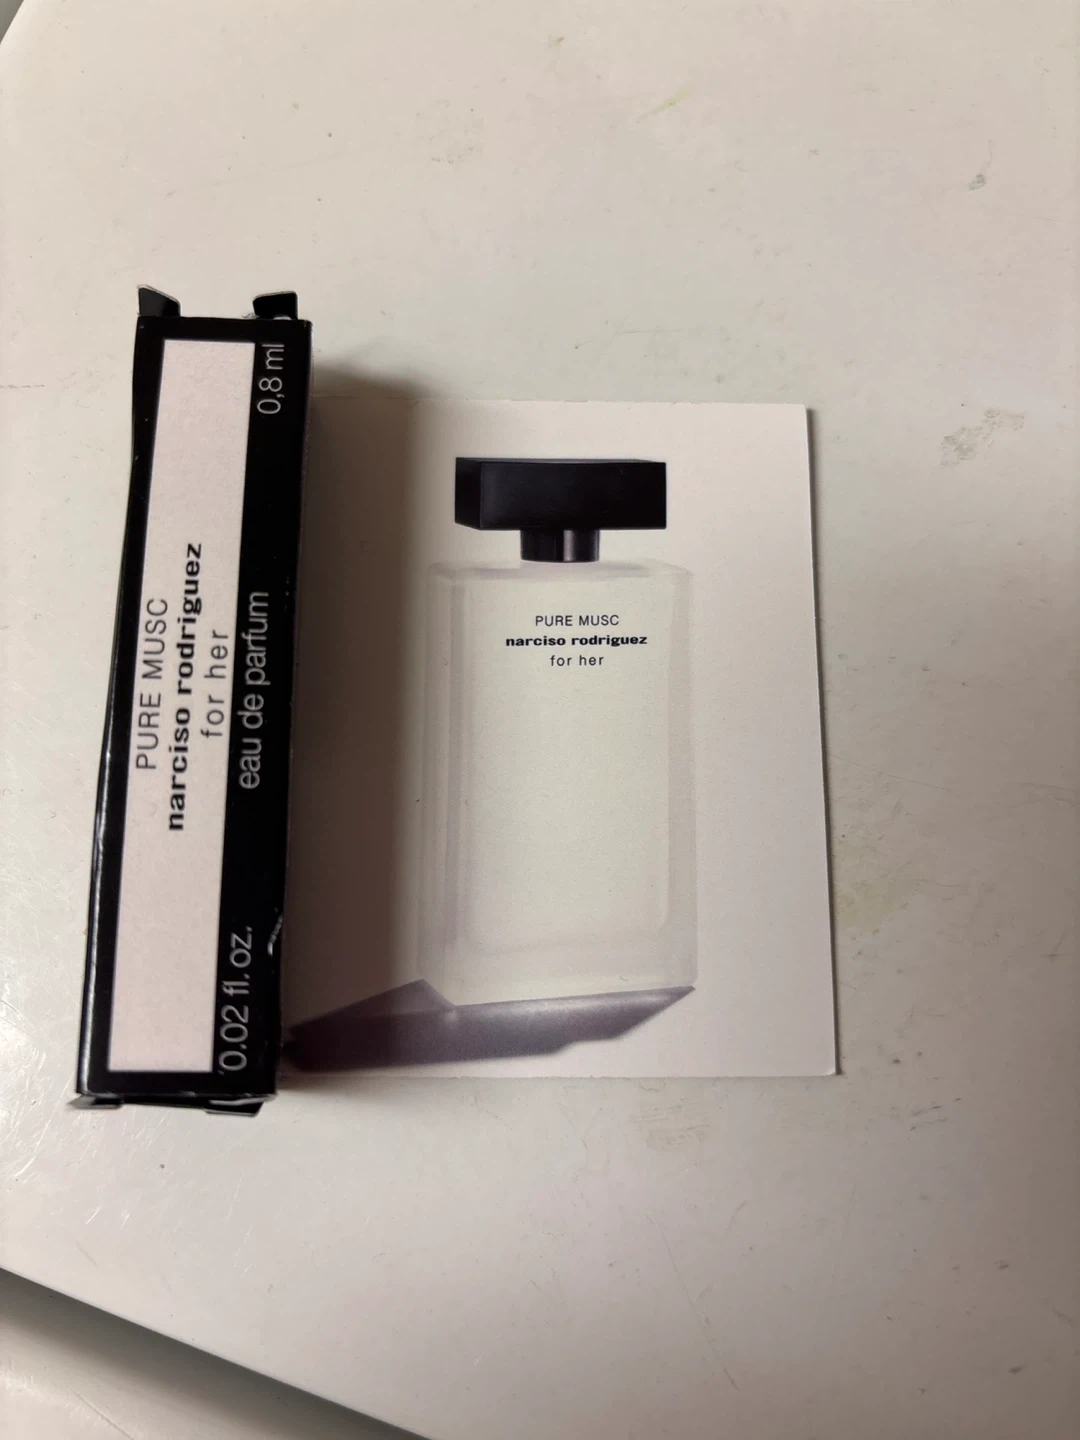 PURE MUSC
narciso rodriguez
for her
0.02 fl. oz.
eau de parfum
0,8 ml
PURE MUSC
narciso rodriguez
for her